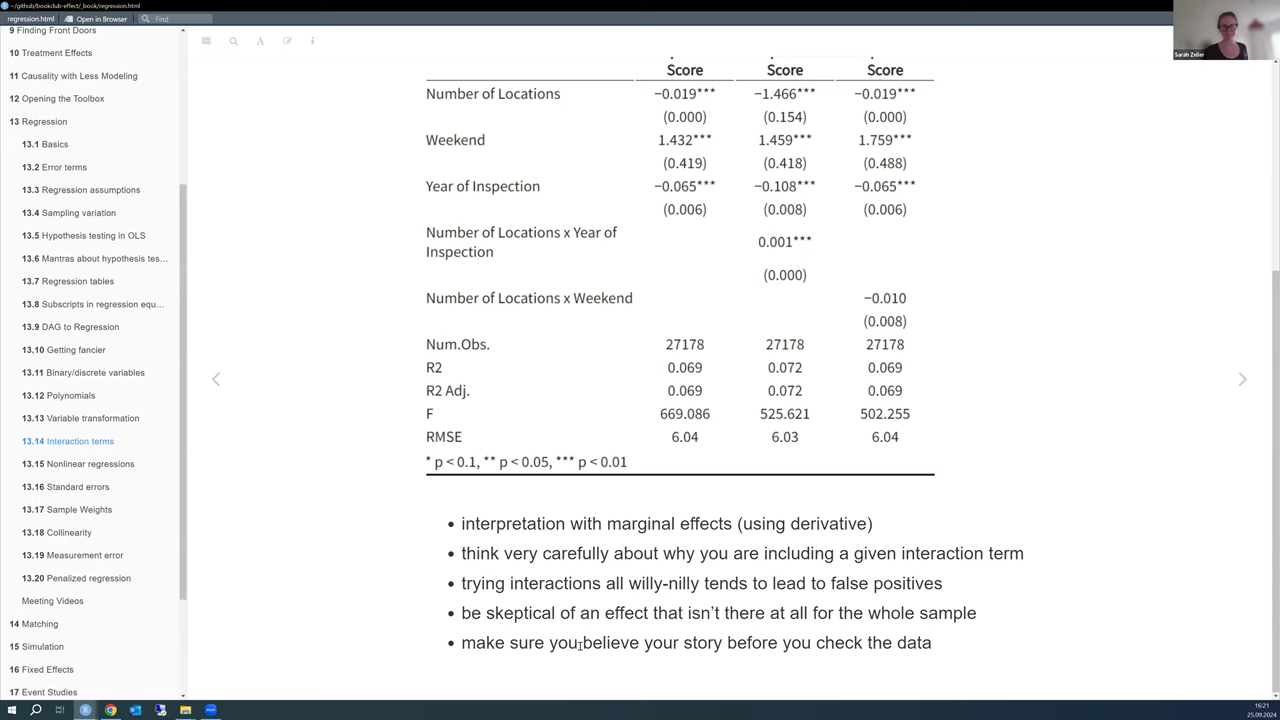 ~/github/bookclub-effect/_book/regression.html
regression.html
Open in Browser
Find
9 Finding Front Doors
10 Treatment Effects
11 Causality with Less Modeling
12 Opening the Toolbox
13 Regression
13.1 Basics
13.2 Error terms
13.3 Regression assumptions
13.4 Sampling variation
13.5 Hypothesis testing in OLS
13.6 Mantras about hypothesis tes...
13.7 Regression tables
13.8 Subscripts in regression equ...
13.9 DAG to Regression
13.10 Getting fancier
13.11 Binary/discrete variables
13.12 Polynomials
13.13 Variable transformation
13.14 Interaction terms
13.15 Nonlinear regressions
13.16 Standard errors
13.17 Sample Weights
13.18 Collinearity
13.19 Measurement error
13.20 Penalized regression
Meeting Videos
14 Matching
15 Simulation
16 Fixed Effects
17 Event Studies
Score Score Score
Number of Locations −0.019*** −1.466*** −0.019***
(0.000) (0.154) (0.000)
Weekend 1.432*** 1.459*** 1.759***
(0.419) (0.418) (0.488)
Year of Inspection −0.065*** −0.108*** −0.065***
(0.006) (0.008) (0.006)
Number of Locations x Year of
Inspection 0.001***
(0.000)
Number of Locations x Weekend −0.010
(0.008)
Num.Obs. 27178 27178 27178
R2 0.069 0.072 0.069
R2 Adj. 0.069 0.072 0.069
F 669.086 525.621 502.255
RMSE 6.04 6.03 6.04
* p < 0.1, ** p < 0.05, *** p < 0.01
• interpretation with marginal effects (using derivative)
• think very carefully about why you are including a given interaction term
• trying interactions all willy-nilly tends to lead to false positives
• be skeptical of an effect that isn't there at all for the whole sample
• make sure you believe your story before you check the data
Sarah Zeller
16:21
25.09.2024